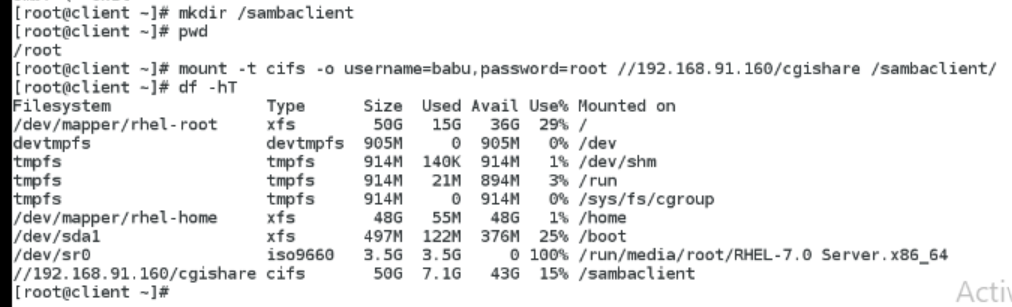 [root@client ~]# mkdir /sambaclient
[root@client ~]# pwd
/root
[root@client ~]# mount -t cifs -o username=babu,password=root //192.168.91.160/cgishare /sambaclient/
[root@client ~]# df -hT
Filesystem                Type      Size  Used Avail Use% Mounted on
/dev/mapper/rhel-root     xfs        50G   15G   36G  29% /
devtmpfs                  devtmpfs  905M     0  905M   0% /dev
tmpfs                     tmpfs     914M  140K  914M   1% /dev/shm
tmpfs                     tmpfs     914M   21M  894M   3% /run
tmpfs                     tmpfs     914M     0  914M   0% /sys/fs/cgroup
/dev/mapper/rhel-home     xfs        48G   55M   48G   1% /home
/dev/sda1                 xfs       497M  122M  376M  25% /boot
/dev/sr0                  iso9660   3.5G  3.5G     0 100% /run/media/root/RHEL-7.0 Server.x86_64
//192.168.91.160/cgishare cifs       50G  7.1G   43G  15% /sambaclient
[root@client ~]#